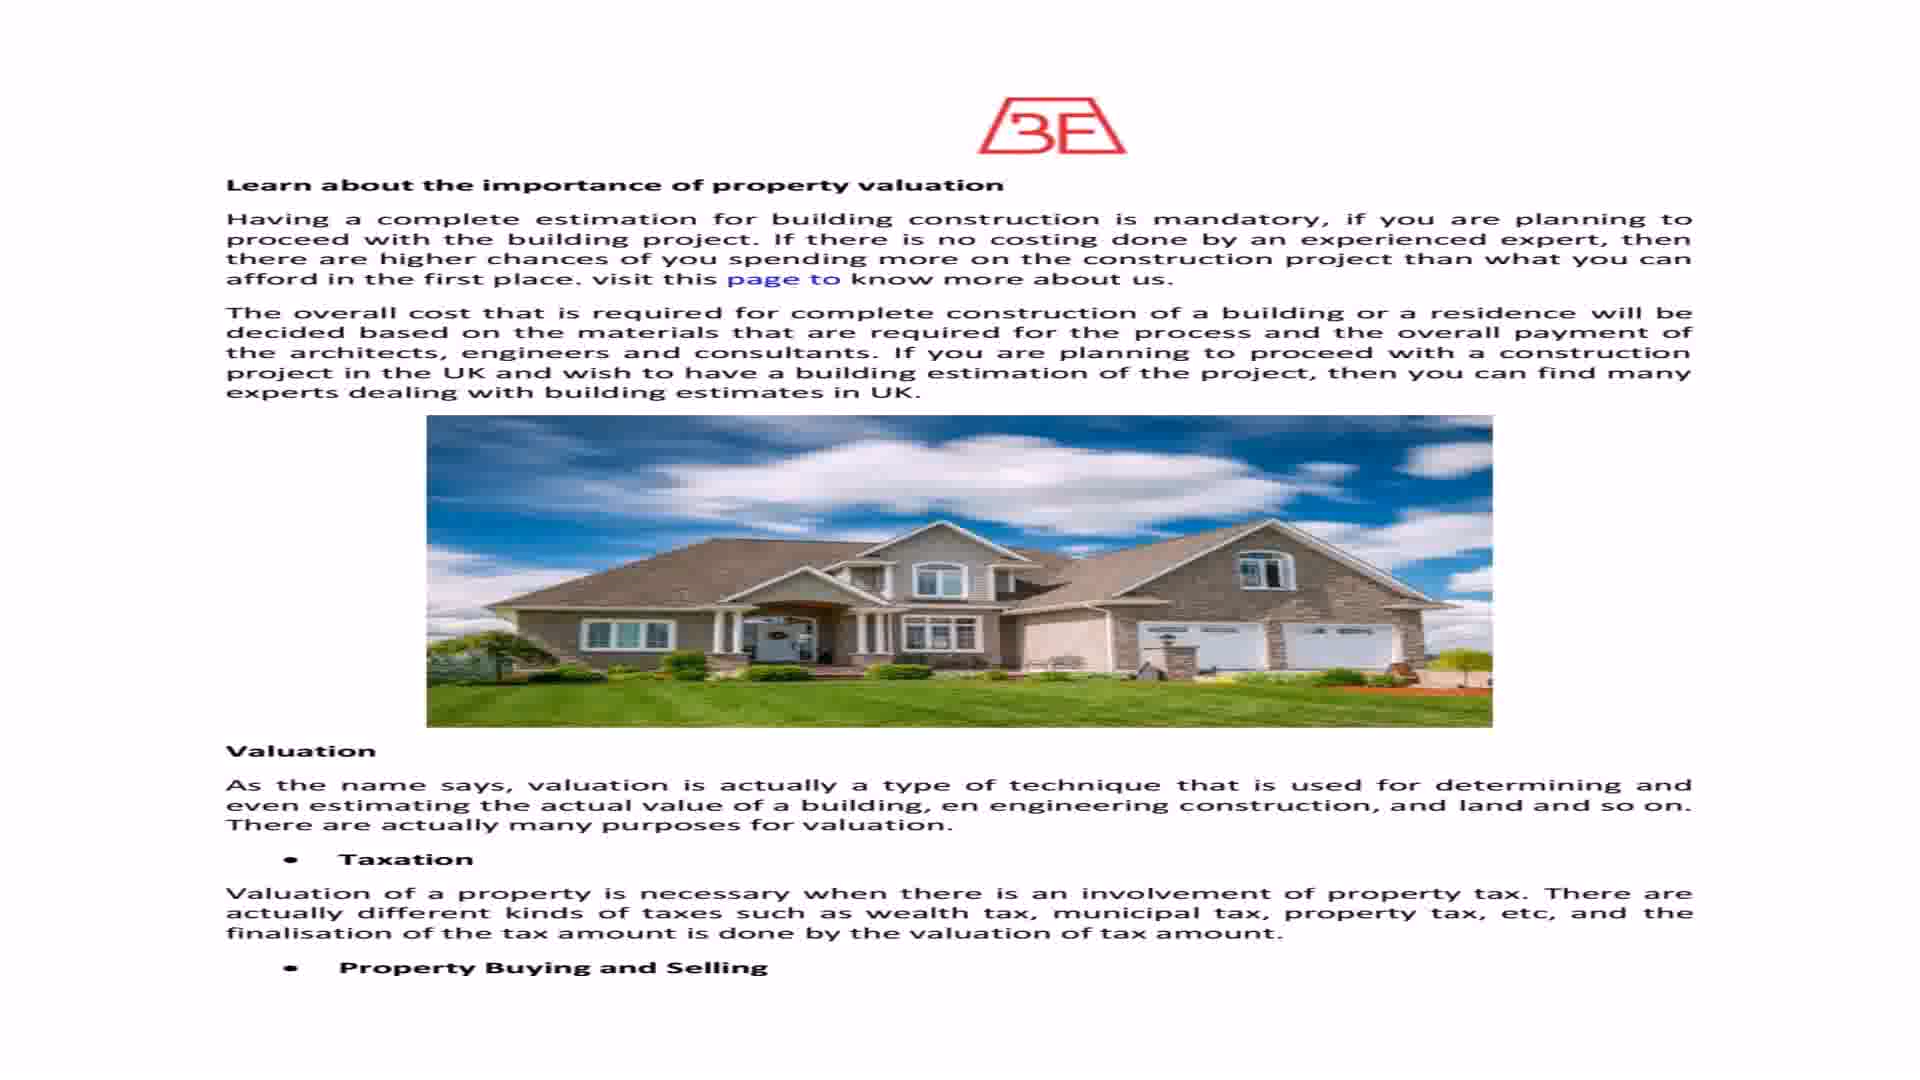 3E
Learn about the importance of property valuation
Having a complete estimation for building construction is mandatory, if you are planning to
proceed with the building project. If there is no costing done by an experienced expert, then
there are higher chances of you spending more on the construction project than what you can
afford in the first place. visit this page to know more about us.
The overall cost that is required for complete construction of a building or a residence will be
decided based on the materials that are required for the process and the overall payment of
the architects, engineers and consultants. If you are planning to proceed with a construction
project in the UK and wish to have a building estimation of the project, then you can find many
experts dealing with building estimates in UK.
Valuation
As the name says, valuation is actually a type of technique that is used for determining and
even estimating the actual value of a building, en engineering construction, and land and so on.
There are actually many purposes for valuation.
• Taxation
Valuation of a property is necessary when there is an involvement of property tax. There are
actually different kinds of taxes such as wealth tax, municipal tax, property tax, etc, and the
finalisation of the tax amount is done by the valuation of tax amount.
• Property Buying and Selling